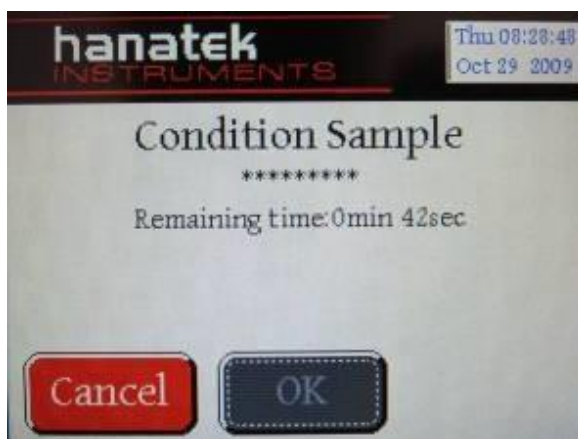 hanatek
INSTRUMENTS
Thu 08:28:48
Oct 29 2009
Condition Sample
*********
Remaining time:0min 42sec
Cancel
OK